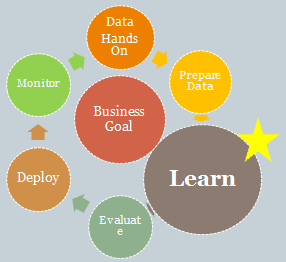 Data
Hands
On
Prepare
Data
Monitor
Business
Goal
Learn
Deploy
Evaluat
e